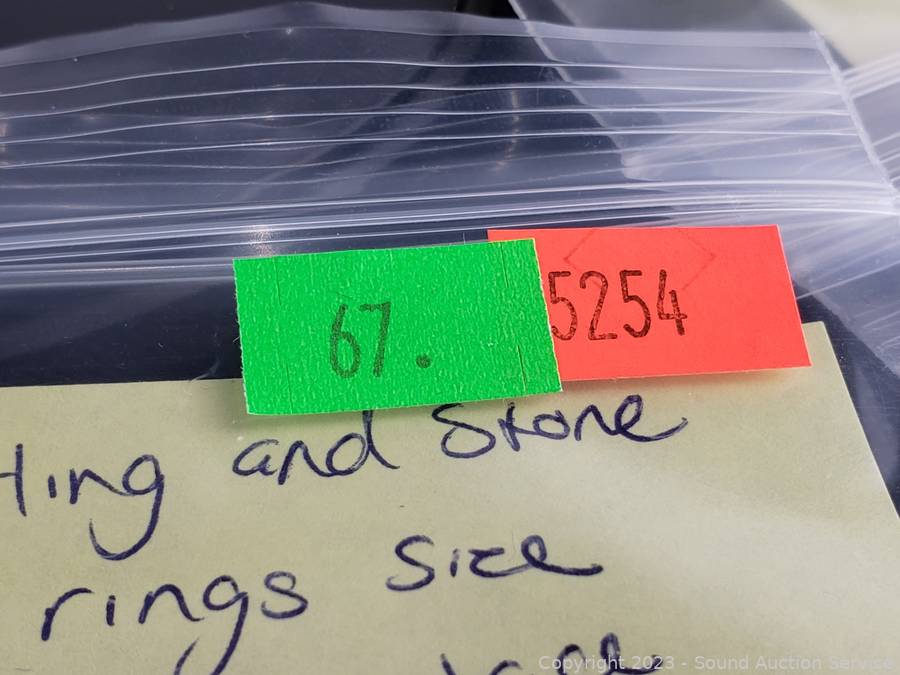 67.
5254
and Stone
rings size
Copyright 2023 - Sound Auction Service